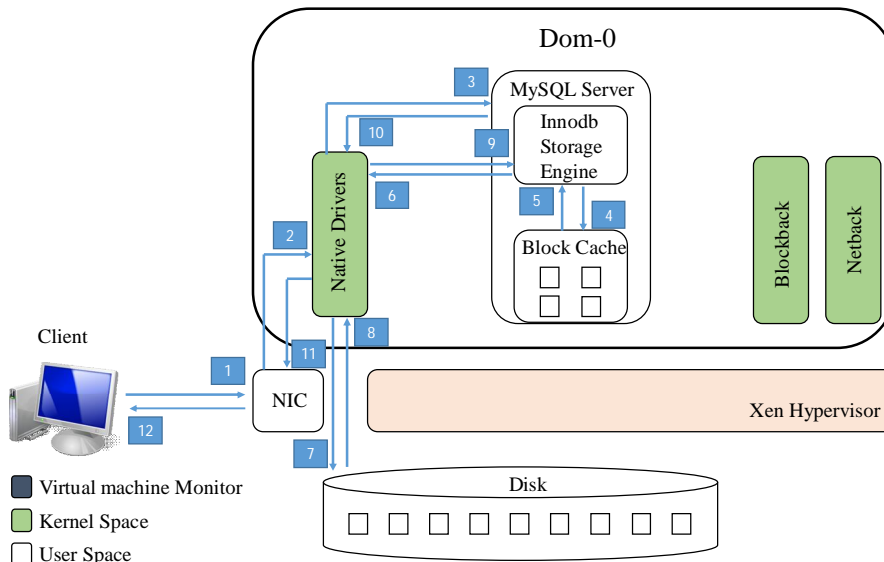 Dom-0
3
MySQL Server
10
Innodb
Storage
Engine
9
6
5
4
2
Native Drivers
Block Cache
Blockback
Netback
8
Client
11
1
NIC
Xen Hypervisor
12
7
Disk
Virtual machine Monitor
Kernel Space
User Space